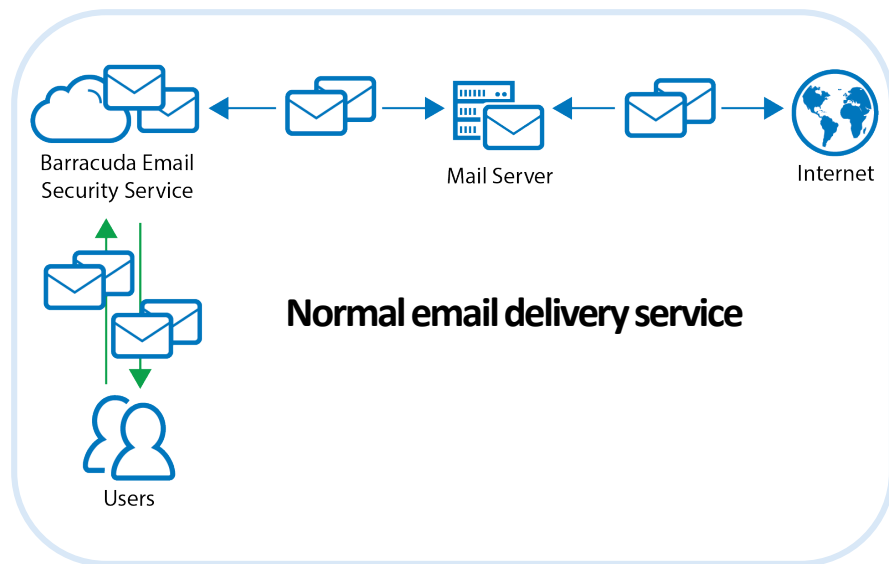 Barracuda Email
Security Service
Mail Server
Internet
Normal email delivery service
Users